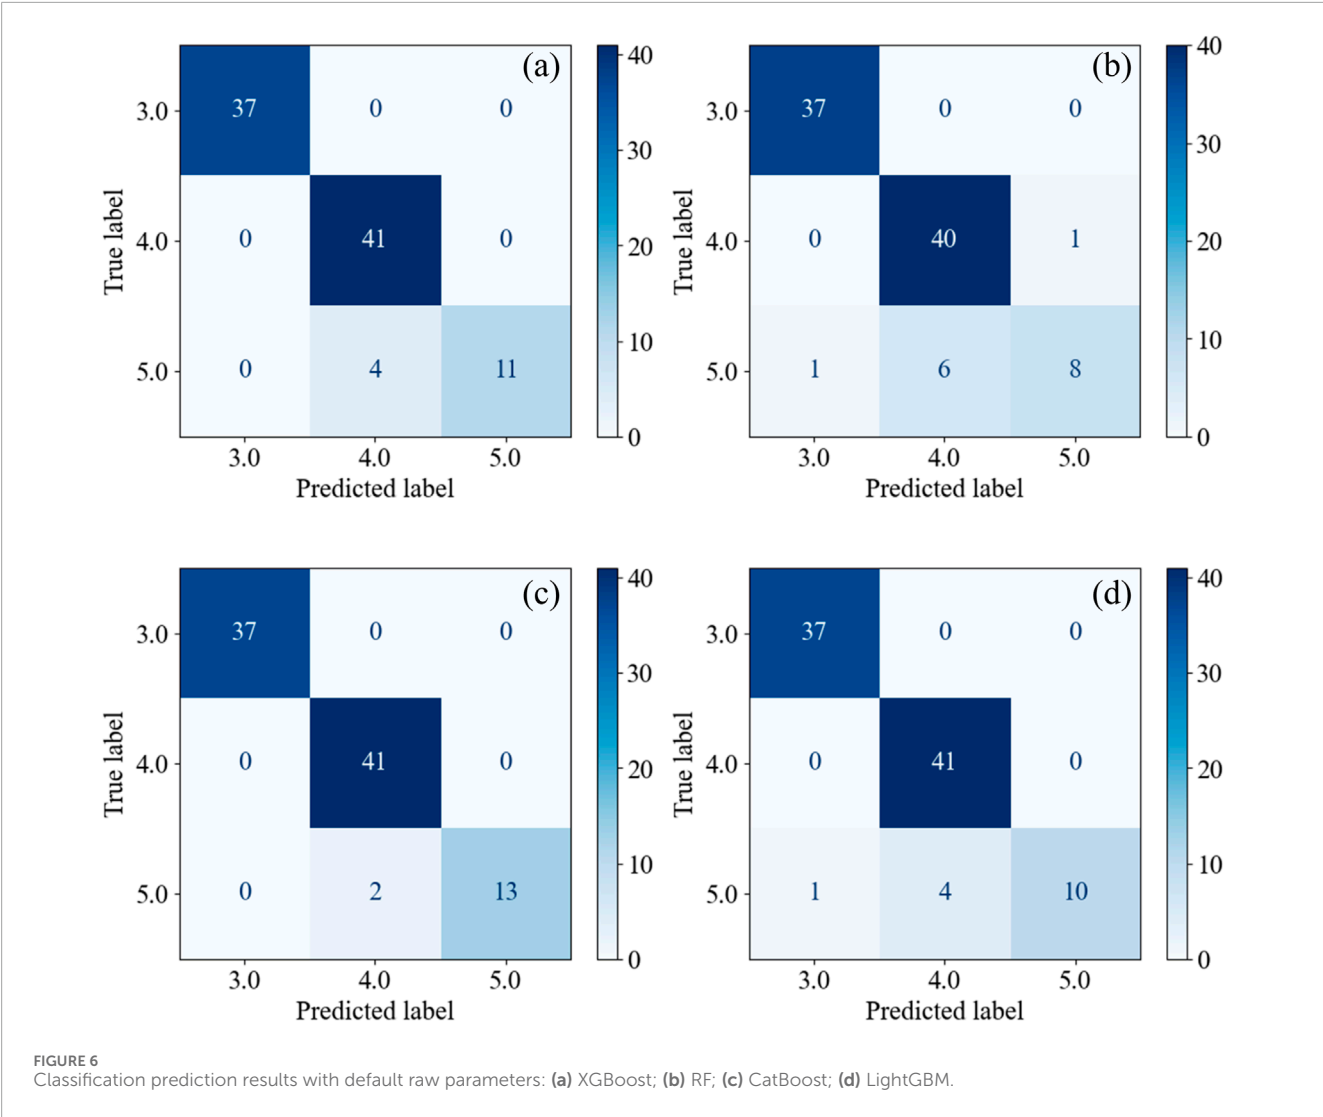 (a)
40
30
20
10
0
True label
3.0
4.0
5.0
37 0 0
0 41 0
0 4 11
3.0 4.0 5.0
Predicted label
(b)
40
30
20
10
0
True label
3.0
4.0
5.0
37 0 0
0 40 1
1 6 8
3.0 4.0 5.0
Predicted label
(c)
40
30
20
10
0
True label
3.0
4.0
5.0
37 0 0
0 41 0
0 2 13
3.0 4.0 5.0
Predicted label
(d)
40
30
20
10
0
True label
3.0
4.0
5.0
37 0 0
0 41 0
1 4 10
3.0 4.0 5.0
Predicted label
FIGURE 6
Classification prediction results with default raw parameters: (a) XGBoost; (b) RF; (c) CatBoost; (d) LightGBM.